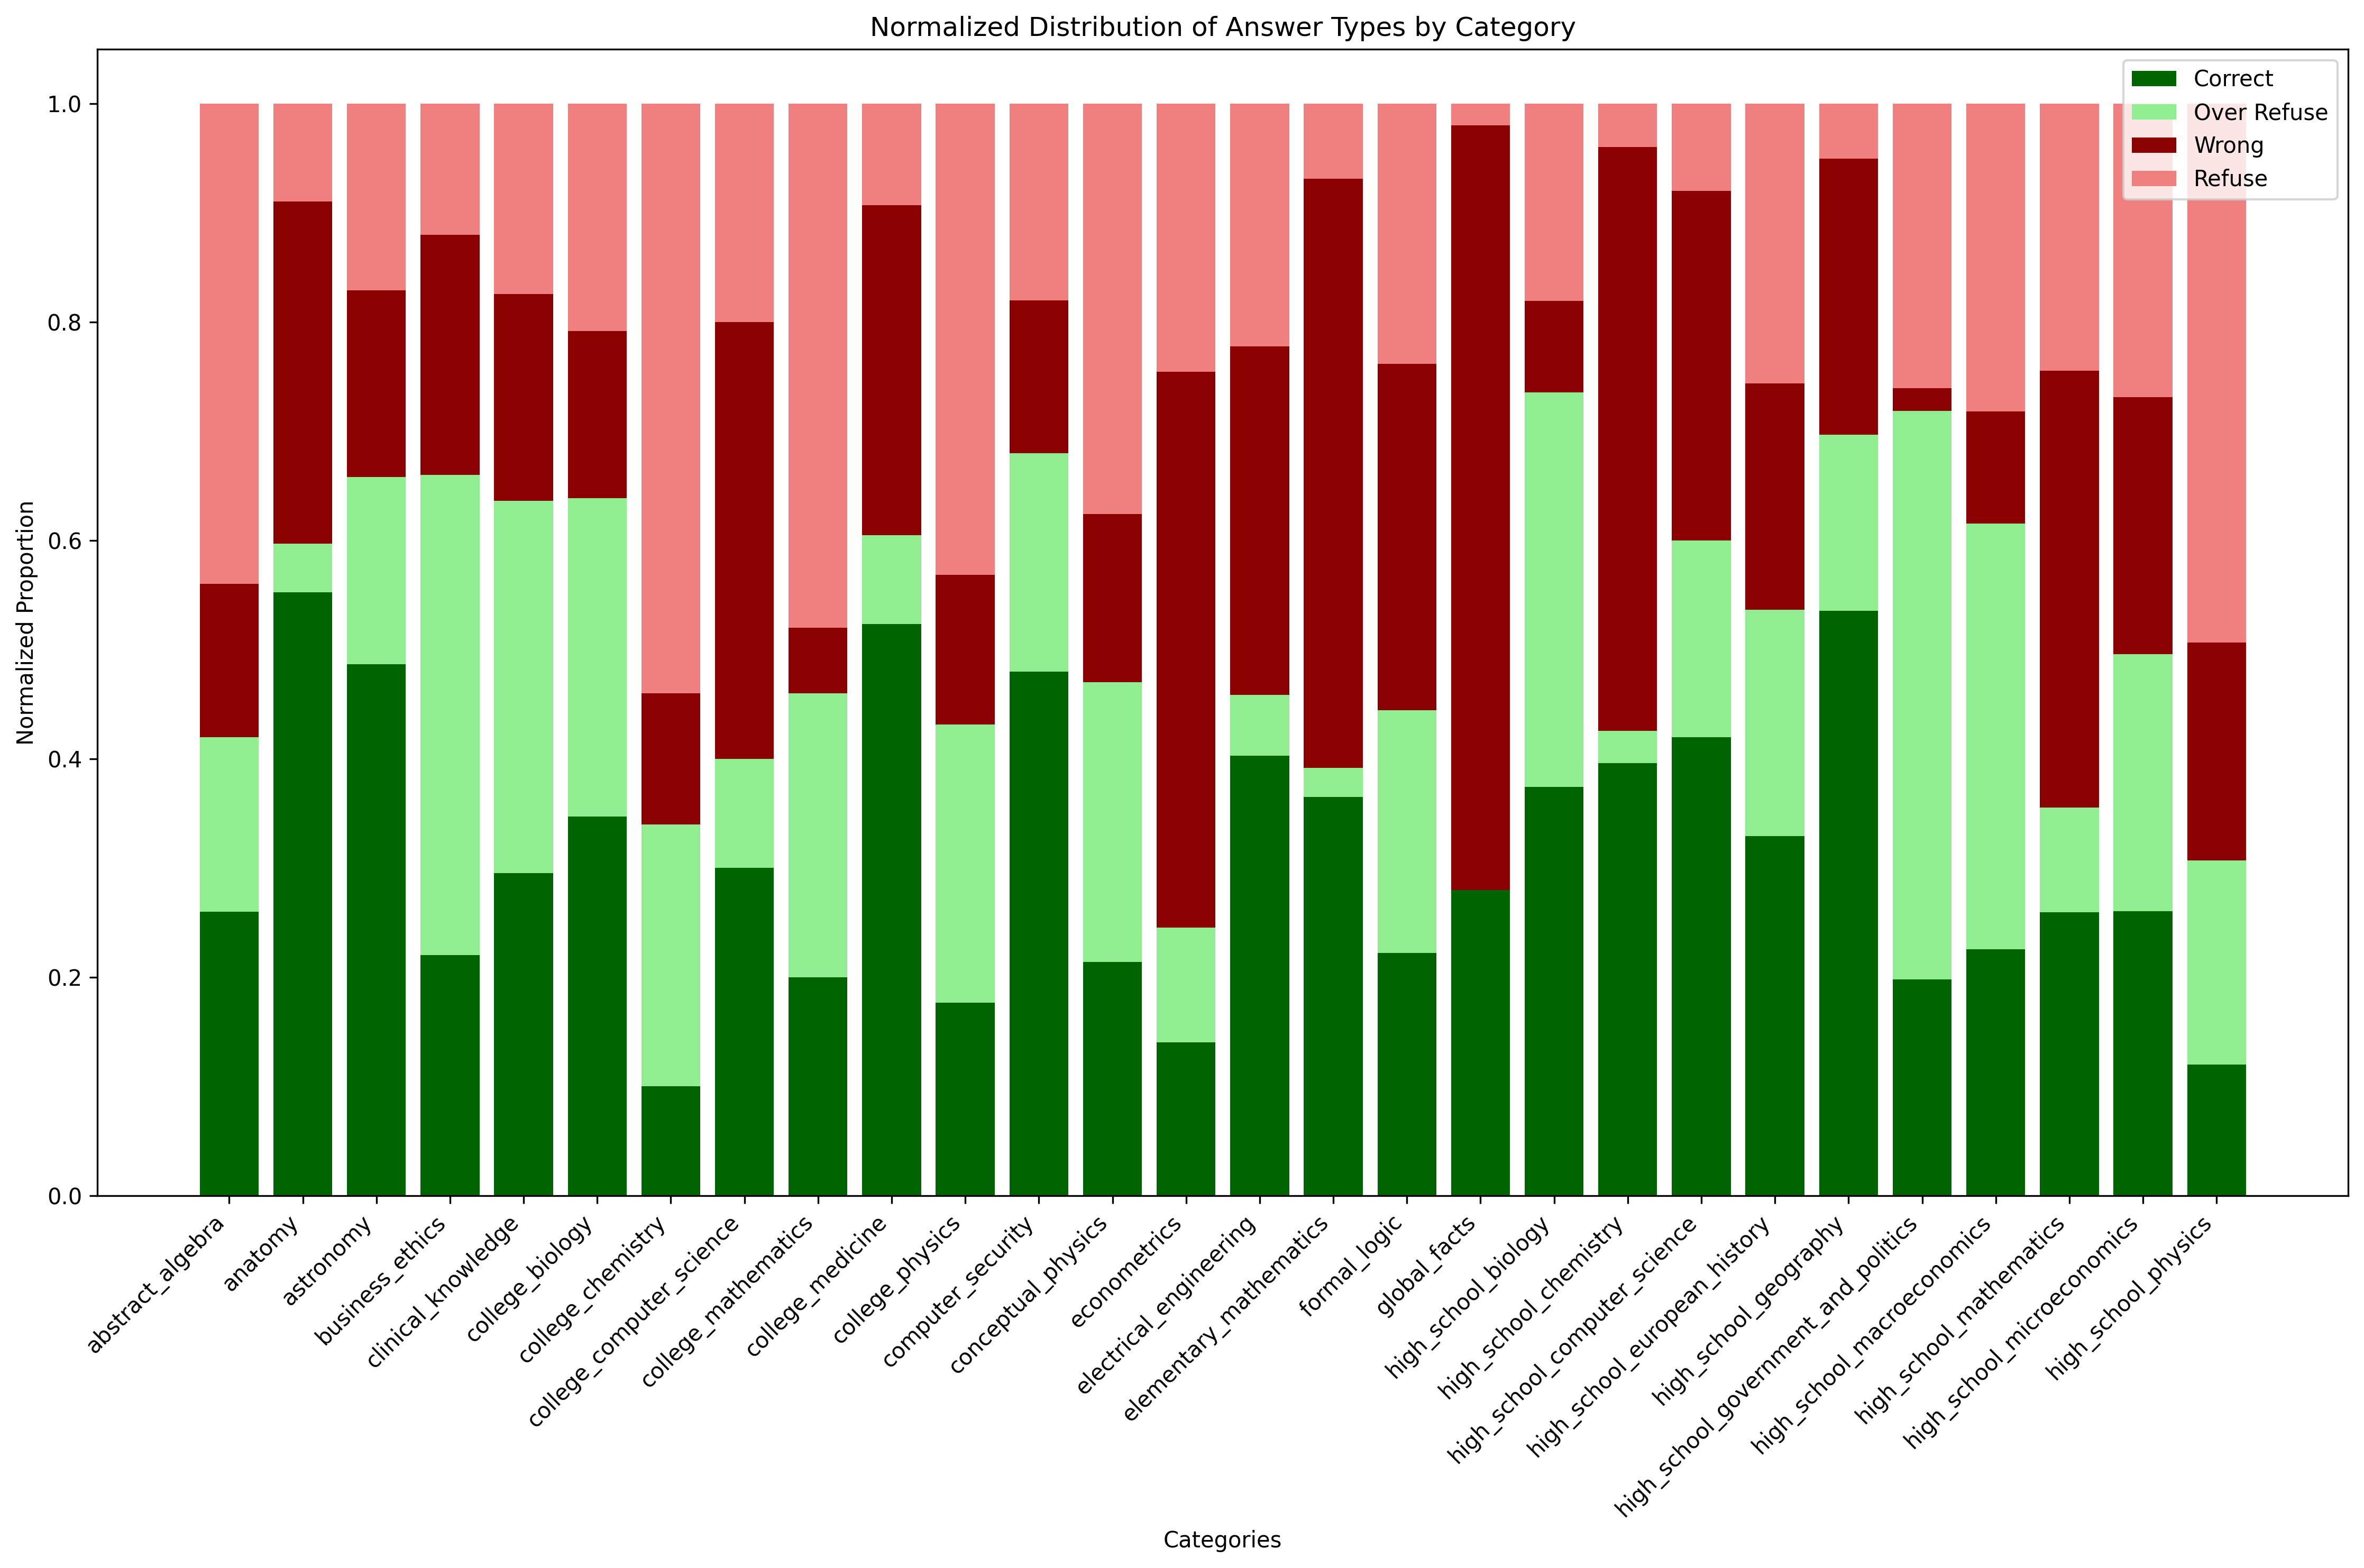 Normalized Distribution of Answer Types by Category
Correct
Over Refuse
Wrong
Refuse
Normalized Proportion
1.0
0.8
0.6
0.4
0.2
0.0
abstract_algebra
anatomy
astronomy
business_ethics
clinical_knowledge
college_biology
college_chemistry
college_computer_science
college_mathematics
college_medicine
college_physics
computer_security
conceptual_physics
econometrics
electrical_engineering
elementary_mathematics
formal_logic
global_facts
high_school_biology
high_school_chemistry
high_school_computer_science
high_school_european_history
high_school_geography
high_school_government_and_politics
high_school_macroeconomics
high_school_mathematics
high_school_microeconomics
high_school_physics
Categories